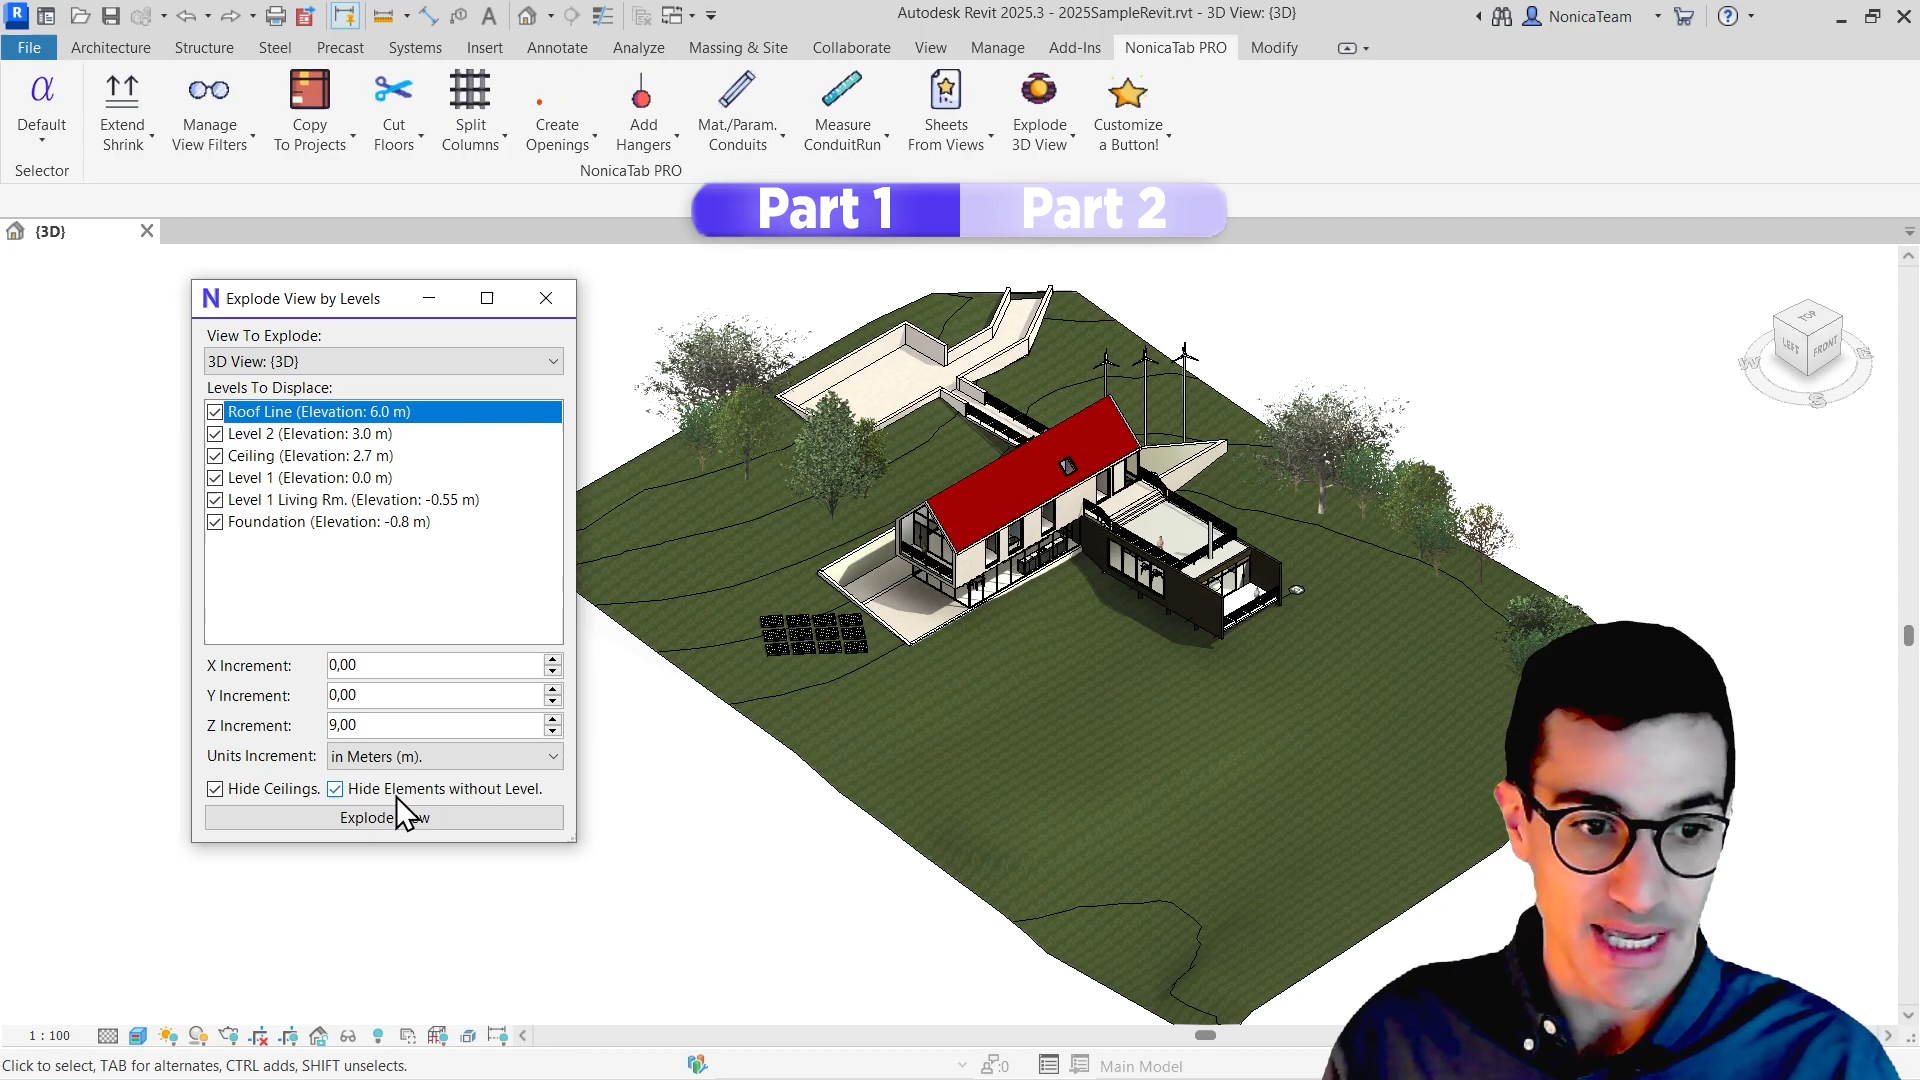 R
A
Autodesk Revit 2025.3 - 2025SampleRevit.rvt - 3D View: {3D}
NonicaTeam
?
File
Architecture
Structure
Steel
Precast
Systems
Insert
Annotate
Analyze
Massing & Site
Collaborate
View
Manage
Add-Ins
NonicaTab PRO
Modify
α
Default
Extend
Shrink
Manage
View Filters
Copy
To Projects
Cut
Floors
Split
Columns
Create
Openings
Add
Hangers
Mat./Param.
Conduits
Measure
ConduitRun
Sheets
From Views
Explode
3D View
Customize
a Button!
Selector
NonicaTab PRO
Part 1
Part 2
{3D}
N Explode View by Levels
View To Explode:
3D View: {3D}
Levels To Displace:
Roof Line (Elevation: 6.0 m)
Level 2 (Elevation: 3.0 m)
Ceiling (Elevation: 2.7 m)
Level 1 (Elevation: 0.0 m)
Level 1 Living Rm. (Elevation: -0.55 m)
Foundation (Elevation: -0.8 m)
X Increment: 0,00
Y Increment: 0,00
Z Increment: 9,00
Units Increment: in Meters (m).
Hide Ceilings. Hide Elements without Level.
Explode
TOP
LEFT
FRONT
W
S
E
1 : 100
Click to select, TAB for alternates, CTRL adds, SHIFT unselects.
:0
Main Model